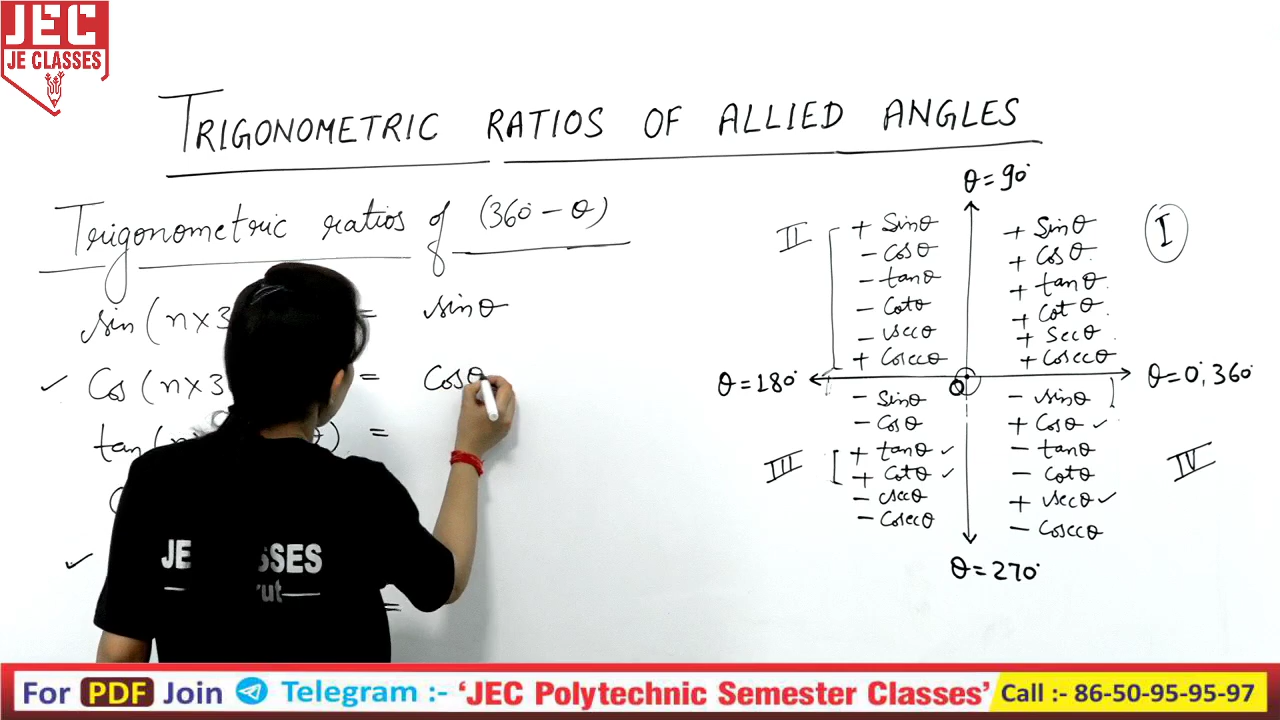 JEC
JE CLASSES
TRIGONOMETRIC RATIOS OF ALLIED ANGLES
Trigonometric ratios of (360° - θ)
sin(n×3 = sinθ
✓ Cos(n×3 = Cosθ
tan( θ) =
✓
=
JE SSES
rut
θ = 90°
II
+ Sinθ
- Cosθ
- tanθ
- Cotθ
- secθ
+ Cosecθ
I
+ Sinθ
+ Cosθ
+ tanθ
+ Cotθ
+ Secθ
+ Cosecθ
θ = 180°
O
θ = 0°, 360°
III
- Sinθ
- Cosθ
+ tanθ ✓
+ Cotθ ✓
- secθ
- Cosecθ
IV
- sinθ
+ Cosθ ✓
- tanθ
- Cotθ
+ secθ ✓
- Cosecθ
θ = 270°
For PDF Join Telegram :- 'JEC Polytechnic Semester Classes' Call :- 86-50-95-95-97